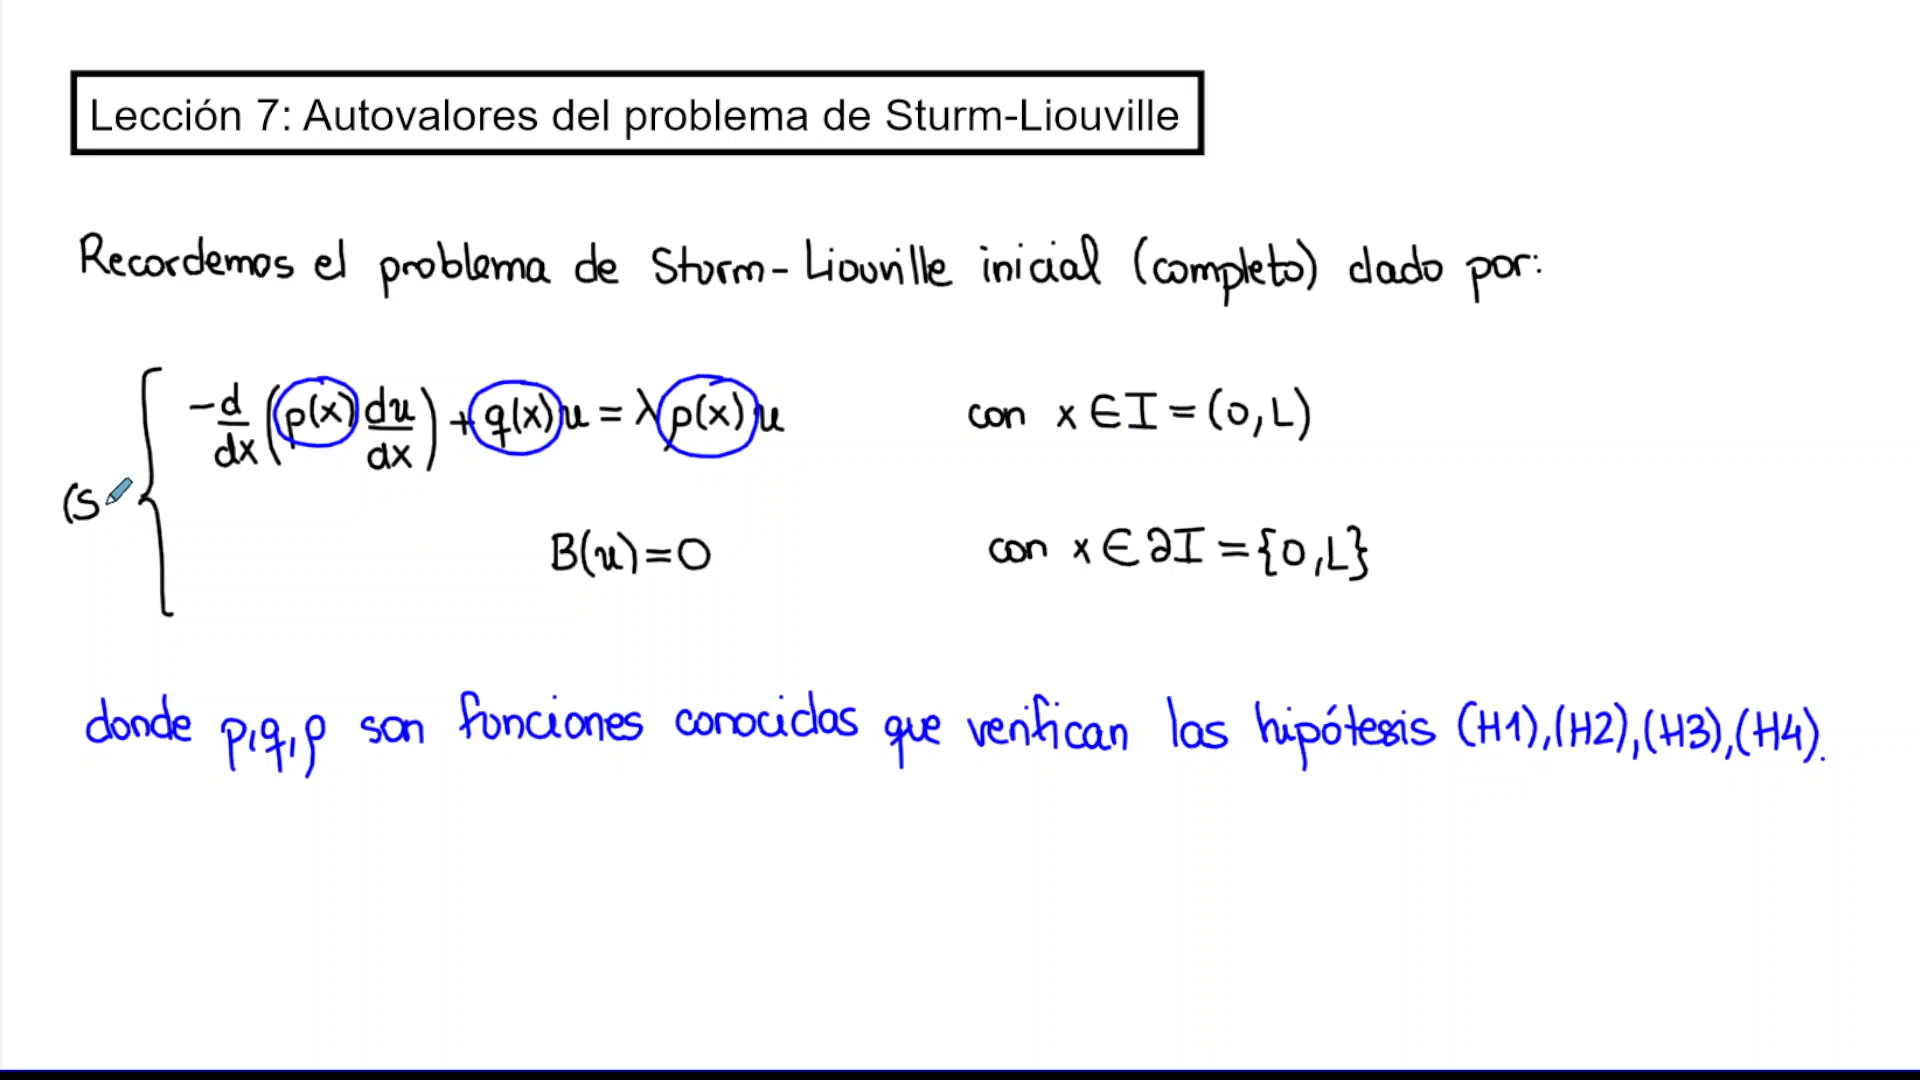 Lección 7: Autovalores del problema de Sturm-Liouville
Recordemos el problema de Sturm-Liouville inicial (completo) dado por:
-d/dx (p(x) du/dx) + q(x)u = λρ(x)u con x ∈ I = (0,L)
(S
B(u)=0 con x ∈ ∂I = {0,L}
donde p,q,ρ son funciones conocidas que verifican las hipótesis (H1),(H2),(H3),(H4).